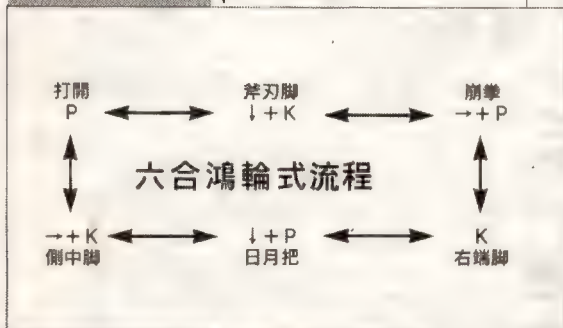 打開 斧刃脚 崩拳
P ↓+K →+P
六合鴻輪式流程
→+K ↓+P K
側中脚 日月把 右端脚